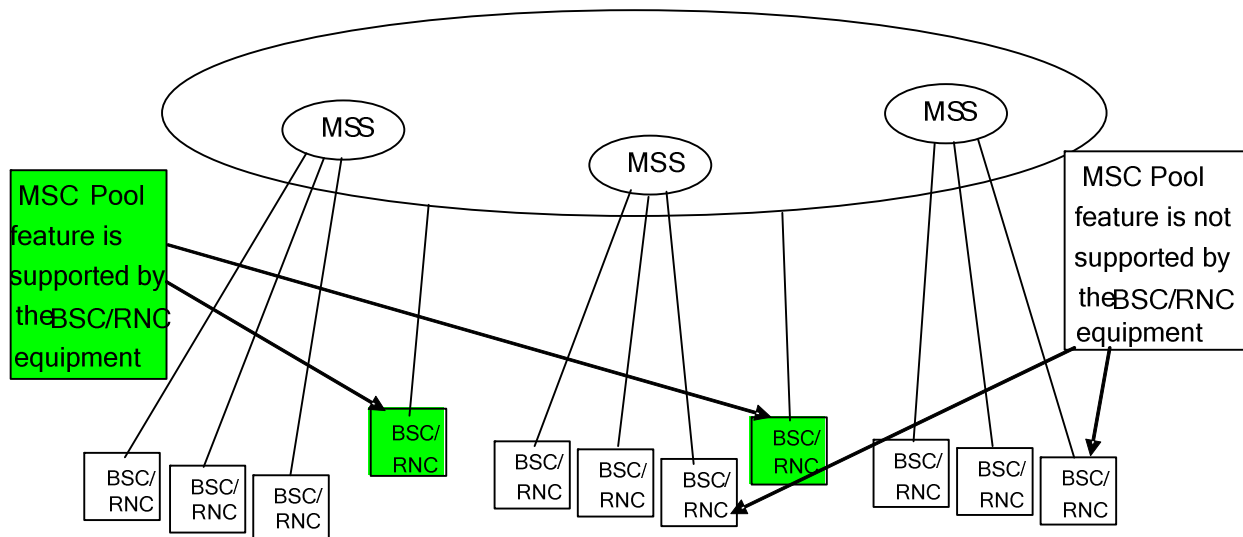 MSS
MSS
MSS
MSC Pool
feature is
supported by
the BSC/RNC
equipment
MSC Pool
feature is not
supported by
the BSC/RNC
equipment
BSC/
RNC
BSC/
RNC
BSC/
RNC
BSC/
RNC
BSC/
RNC
BSC/
RNC
BSC/
RNC
BSC/
RNC
BSC/
RNC
BSC/
RNC
BSC/
RNC